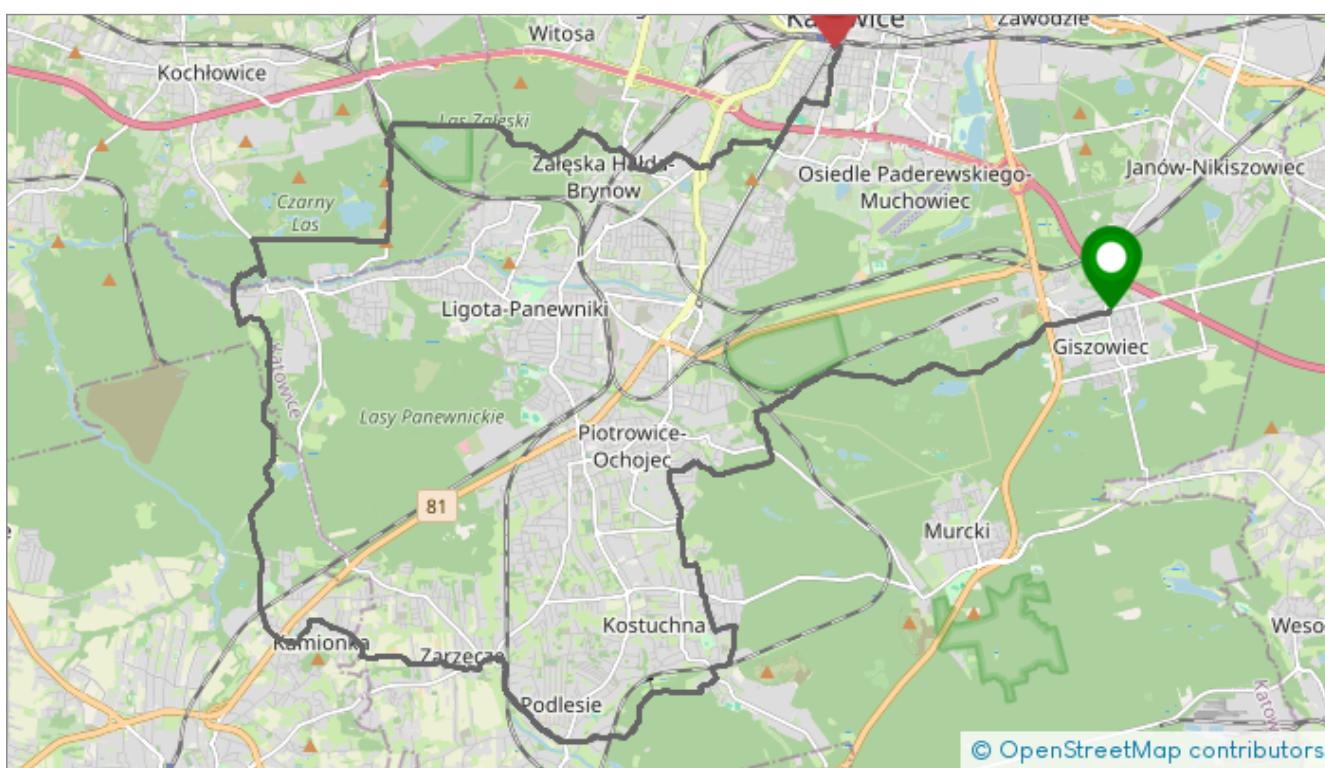 Katowice
Zawodzie
Witosa
Kochłowice
Las Załęski
Załęska Hałda-
Brynów
Janów-Nikiszowiec
Osiedle Paderewskiego-
Muchowiec
Czarny
Las
Ligota-Panewniki
Giszowiec
Katowice
Lasy Panewnickie
Piotrowice-
Ochojec
81
Murcki
Kostuchna
Kamionka
Zarzecze
Podlesie
© OpenStreetMap contributors